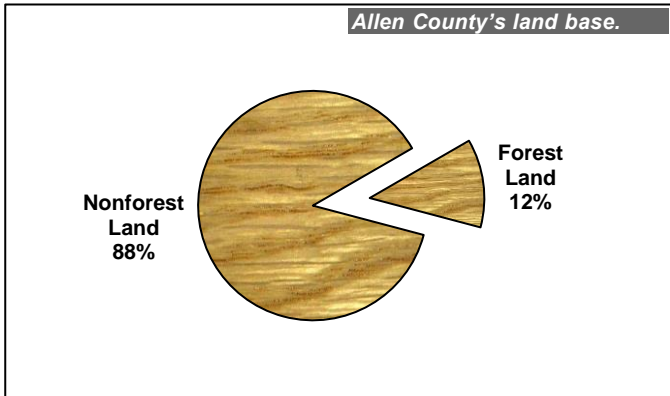 Allen County’s land base.
Nonforest
Land
88%
Forest
Land
12%